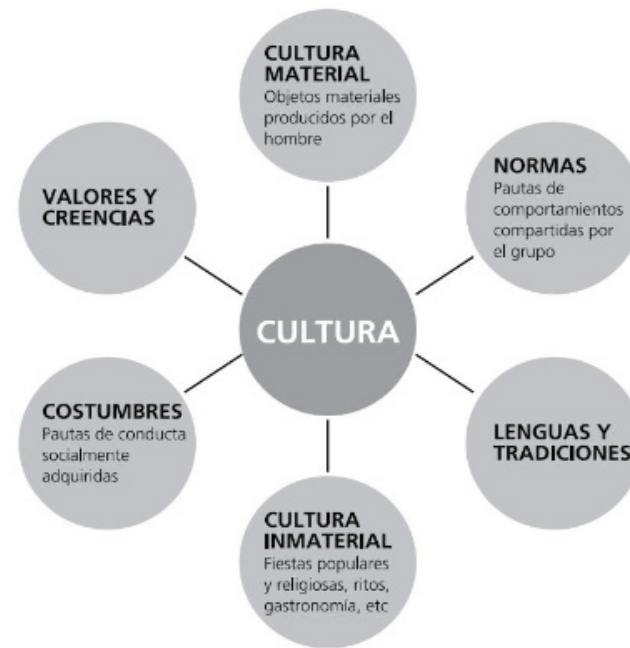 CULTURA
MATERIAL
Objetos materiales
producidos por el
hombre
NORMAS
Pautas de
comportamientos
compartidas por
el grupo
VALORES Y
CREENCIAS
CULTURA
COSTUMBRES
Pautas de conducta
socialmente
adquiridas
LENGUAS Y
TRADICIONES
CULTURA
INMATERIAL
Fiestas populares
y religiosas, ritos,
gastronomía, etc